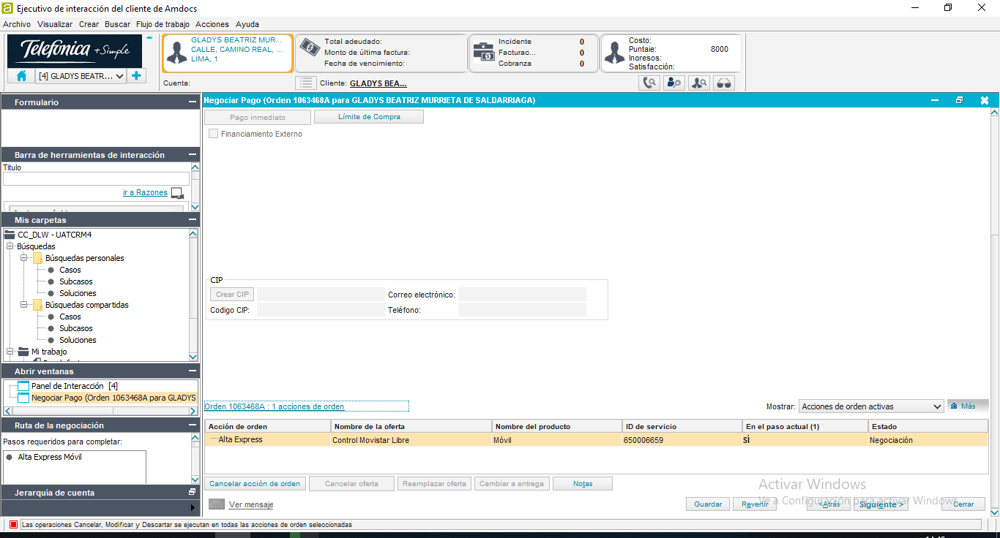 Ejecutivo de interacción del cliente de Amdocs
Archivo Visualizar Crear Buscar Flujo de trabajo Acciones Ayuda
Telefónica +Simple
[4] GLADYS BEATR...
GLADYS BEATRIZ MUR...
CALLE, CAMINO REAL, ...
LIMA, 1
Total adeudado:
Monto de última factura:
Fecha de vencimiento:
Incidente 0
Facturac... 0
Cobranza 0
Costo:
Puntaje: 8000
Ingresos:
Satisfacción:
Cuenta:
Cliente: GLADYS BEA...
Formulario
Barra de herramientas de interacción
Título
ir a Razones
Mis carpetas
CC_DLW - UATCRM4
Búsquedas
Búsquedas personales
Casos
Subcasos
Soluciones
Búsquedas compartidas
Casos
Subcasos
Soluciones
Mi trabajo
Abrir ventanas
Panel de Interacción [4]
Negociar Pago (Orden 1063468A para GLADYS
Ruta de la negociación
Pasos requeridos para completar:
Alta Express Móvil
Jerarquía de cuenta
Negociar Pago (Orden 1063468A para GLADYS BEATRIZ MURRIETA DE SALDARRIAGA)
Pago inmediato Límite de Compra
Financiamiento Externo
CIP
Crear CIP Correo electrónico:
Codigo CIP: Teléfono:
Orden 1063468A : 1 acciones de orden
Mostrar: Acciones de orden activas Más
Acción de orden Nombre de la oferta Nombre del producto ID de servicio En el paso actual (1) Estado
Alta Express Control Movistar Libre Móvil 650006659 SÍ Negociación
Cancelar acción de orden Cancelar oferta Reemplazar oferta Cambiar a entrega Notas
Activar Windows
Ve a Configuración para activar Windows.
Ver mensaje
Guardar Revertir <Atrás Siguiente > Cerrar
Las operaciones Cancelar, Modificar y Descartar se ejecutan en todas las acciones de orden seleccionadas